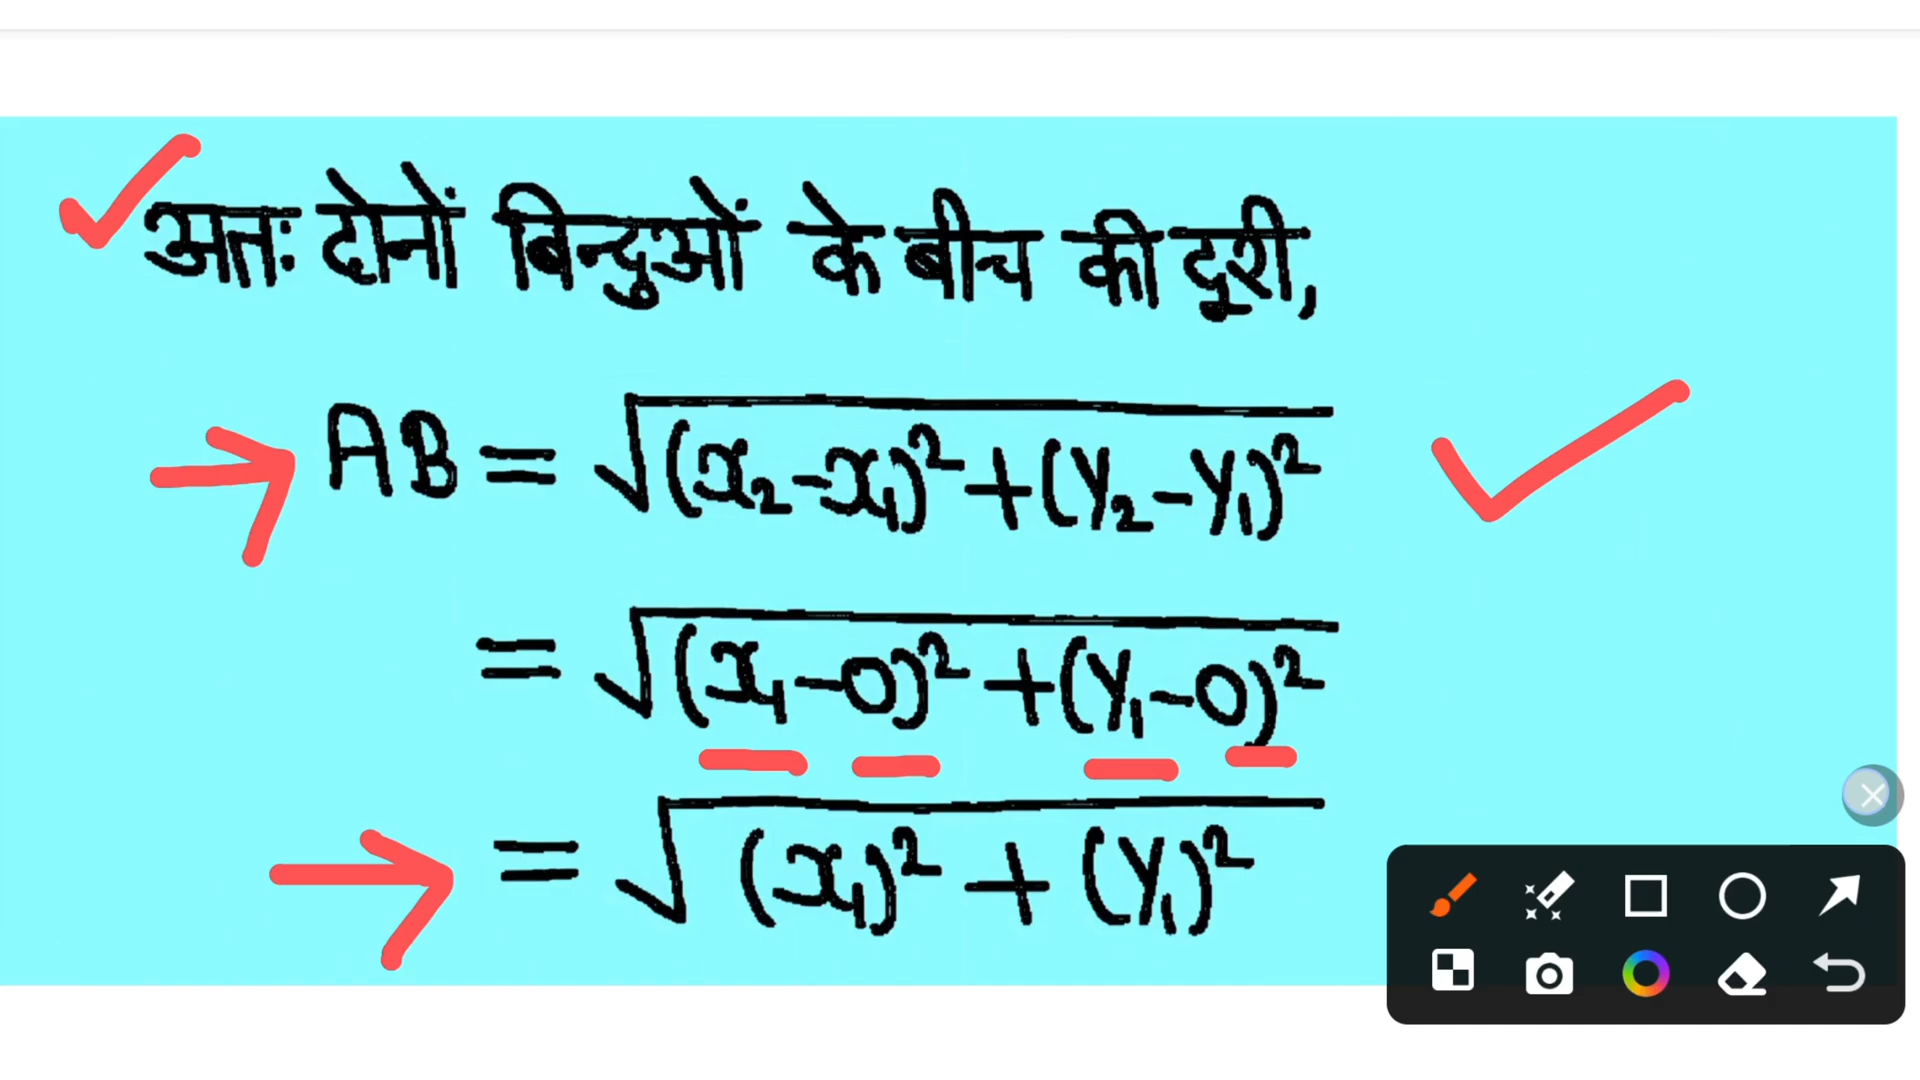 अतः दोनों बिन्दुओं के बीच की दूरी,
AB = √(x₂-x₁)² + (y₂-y₁)²
= √(x₁-0)² + (y₁-0)²
= √(x₁)² + (y₁)²